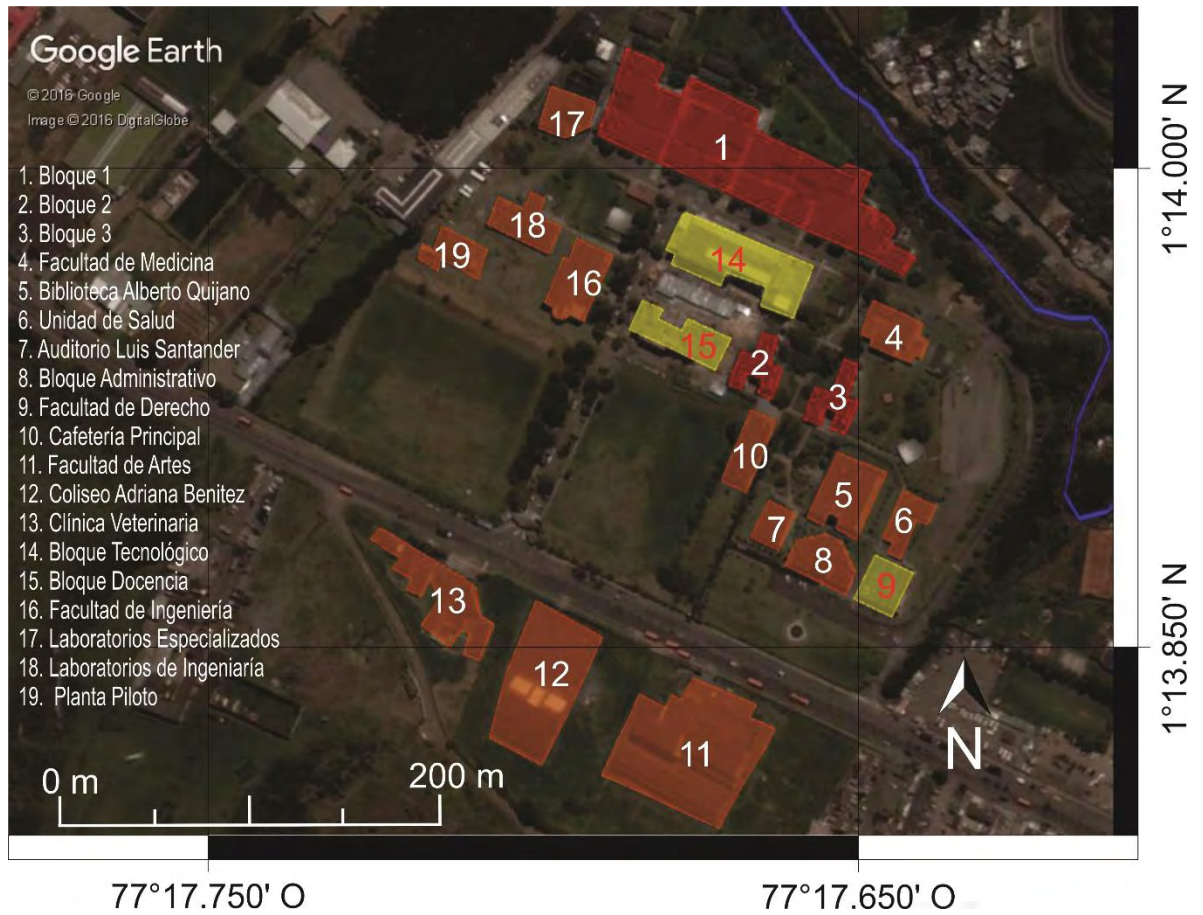 Google Earth
© 2016 Google
Image © 2016 DigitalGlobe
1. Bloque 1
2. Bloque 2
3. Bloque 3
4. Facultad de Medicina
5. Biblioteca Alberto Quijano
6. Unidad de Salud
7. Auditorio Luis Santander
8. Bloque Administrativo
9. Facultad de Derecho
10. Cafetería Principal
11. Facultad de Artes
12. Coliseo Adriana Benitez
13. Clínica Veterinaria
14. Bloque Tecnológico
15. Bloque Docencia
16. Facultad de Ingeniería
17. Laboratorios Especializados
18. Laboratorios de Ingeniaría
19. Planta Piloto
17
1
18
19
16
14
15
2
3
4
10
5
6
7
8
9
13
12
11
N
0 m
200 m
1°14.000' N
1°13.850' N
77°17.750' O
77°17.650' O